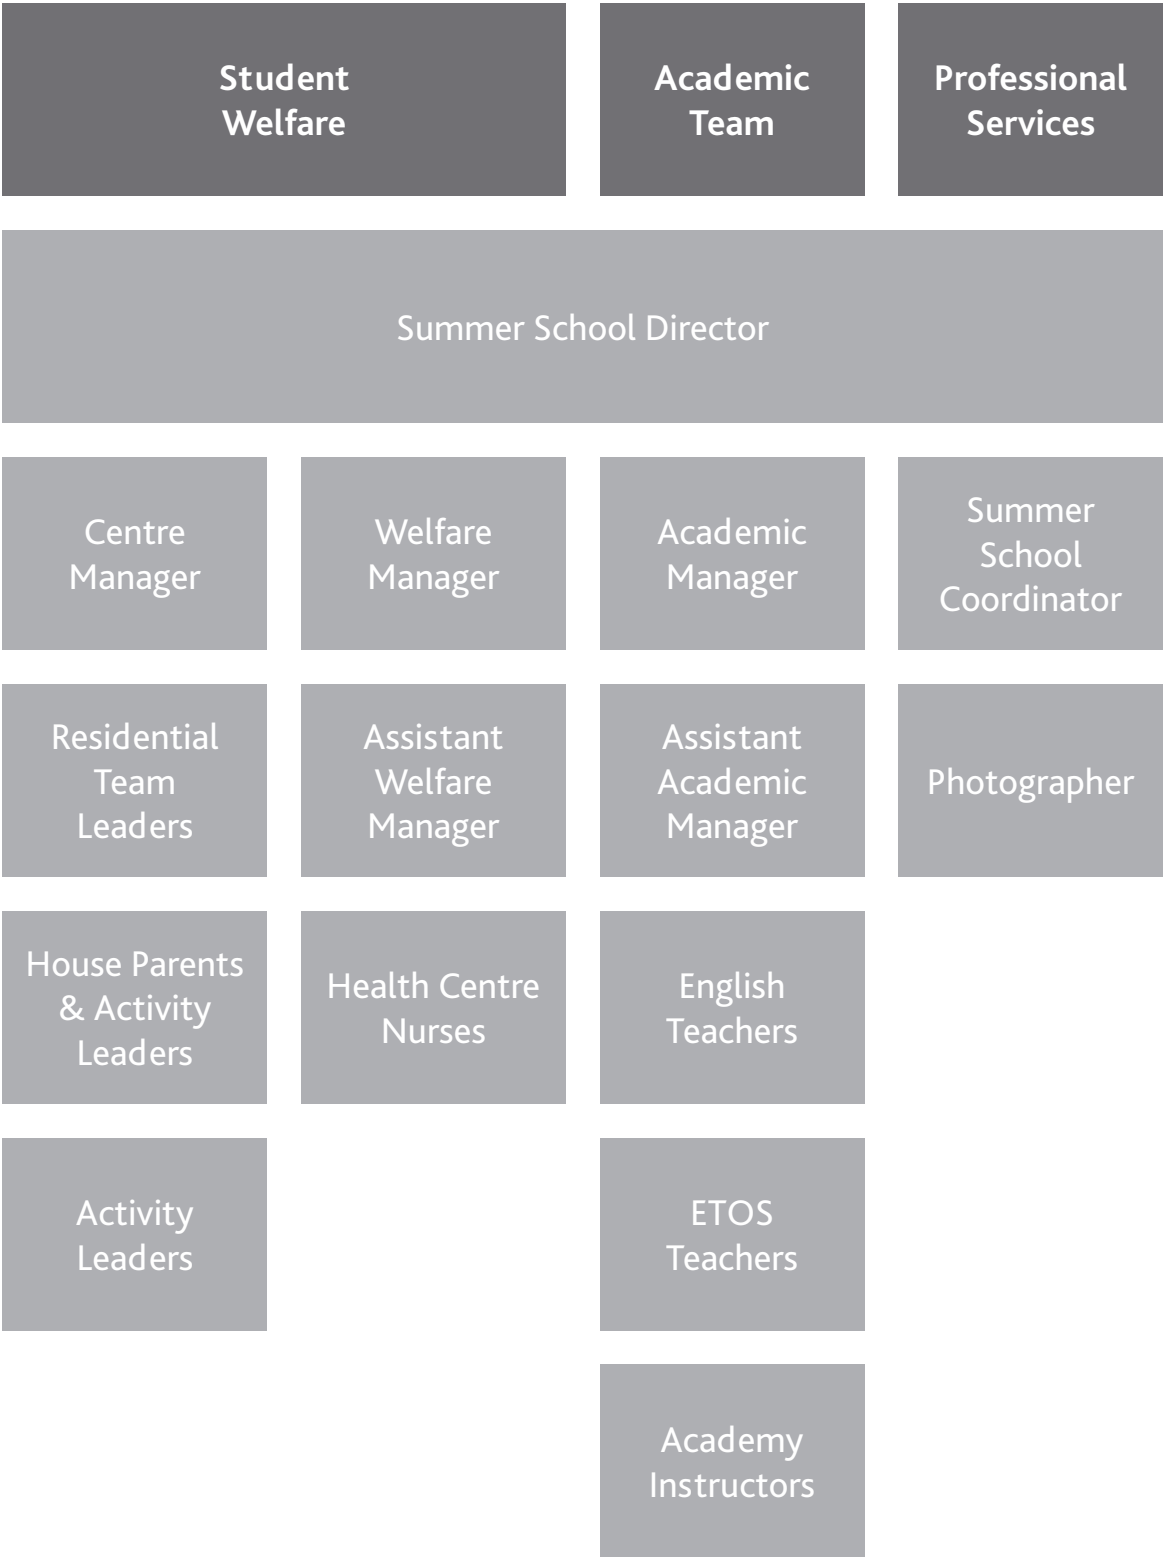 Student
Welfare
Academic
Team
Professional
Services
Summer School Director
Centre
Manager
Welfare
Manager
Academic
Manager
Summer
School
Coordinator
Residential
Team
Leaders
Assistant
Welfare
Manager
Assistant
Academic
Manager
Photographer
House Parents
& Activity
Leaders
Health Centre
Nurses
English
Teachers
Activity
Leaders
ETOS
Teachers
Academy
Instructors